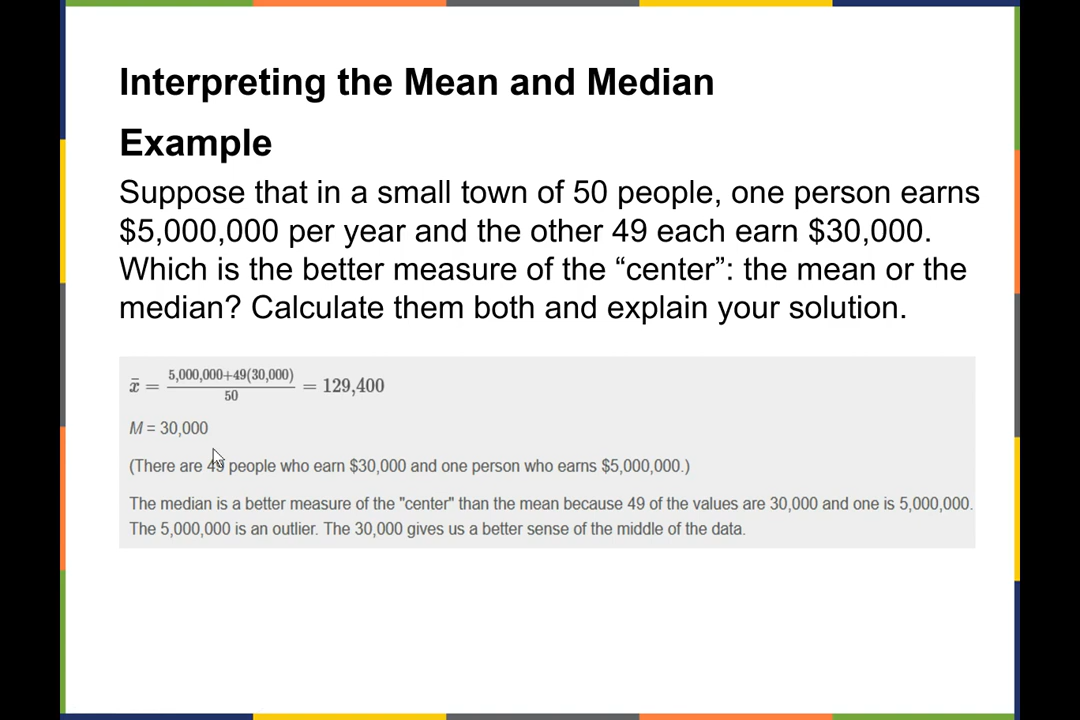 Interpreting the Mean and Median
Example
Suppose that in a small town of 50 people, one person earns
$5,000,000 per year and the other 49 each earn $30,000.
Which is the better measure of the “center”: the mean or the
median? Calculate them both and explain your solution.
x̄ = 5,000,000+49(30,000) / 50 = 129,400
M = 30,000
(There are 49 people who earn $30,000 and one person who earns $5,000,000.)
The median is a better measure of the "center" than the mean because 49 of the values are 30,000 and one is 5,000,000.
The 5,000,000 is an outlier. The 30,000 gives us a better sense of the middle of the data.